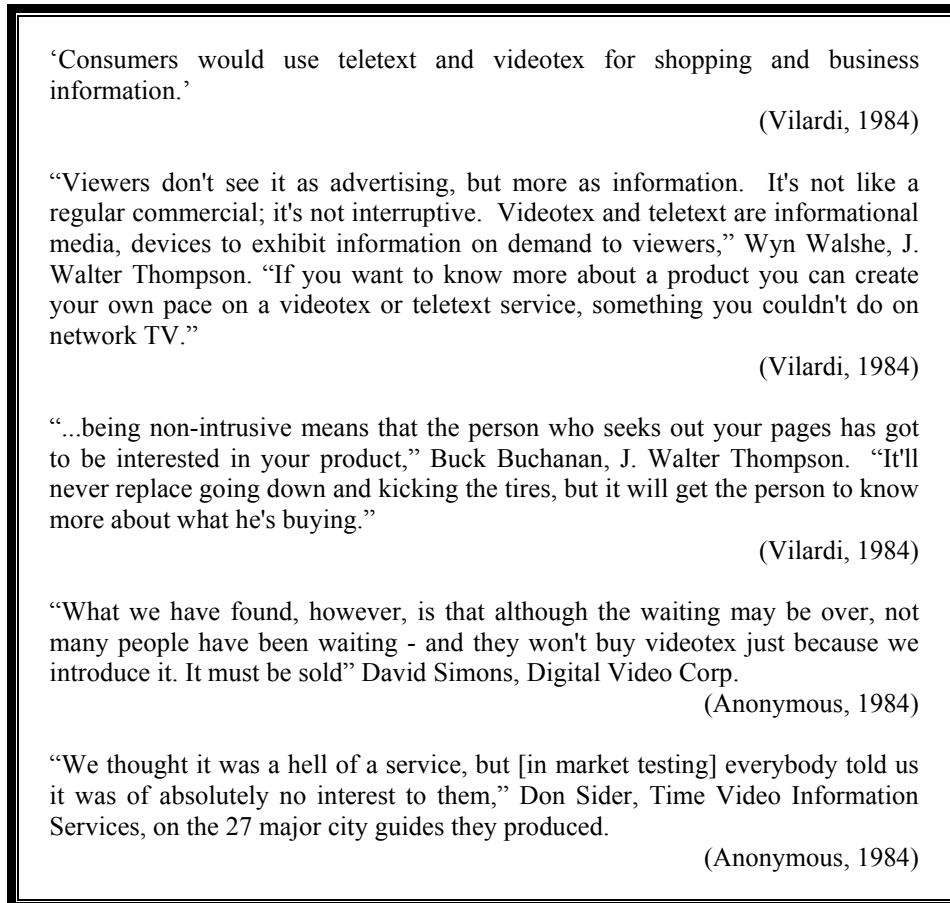 ‘Consumers would use teletext and videotex for shopping and business
information.’
(Vilardi, 1984)
“Viewers don't see it as advertising, but more as information.  It's not like a
regular commercial; it's not interruptive.  Videotex and teletext are informational
media, devices to exhibit information on demand to viewers,” Wyn Walshe, J.
Walter Thompson. “If you want to know more about a product you can create
your own pace on a videotex or teletext service, something you couldn't do on
network TV.”
(Vilardi, 1984)
“...being non-intrusive means that the person who seeks out your pages has got
to be interested in your product,” Buck Buchanan, J. Walter Thompson.  “It'll
never replace going down and kicking the tires, but it will get the person to know
more about what he's buying.”
(Vilardi, 1984)
“What we have found, however, is that although the waiting may be over, not
many people have been waiting - and they won't buy videotex just because we
introduce it. It must be sold” David Simons, Digital Video Corp.
(Anonymous, 1984)
“We thought it was a hell of a service, but [in market testing] everybody told us
it was of absolutely no interest to them,” Don Sider, Time Video Information
Services, on the 27 major city guides they produced.
(Anonymous, 1984)